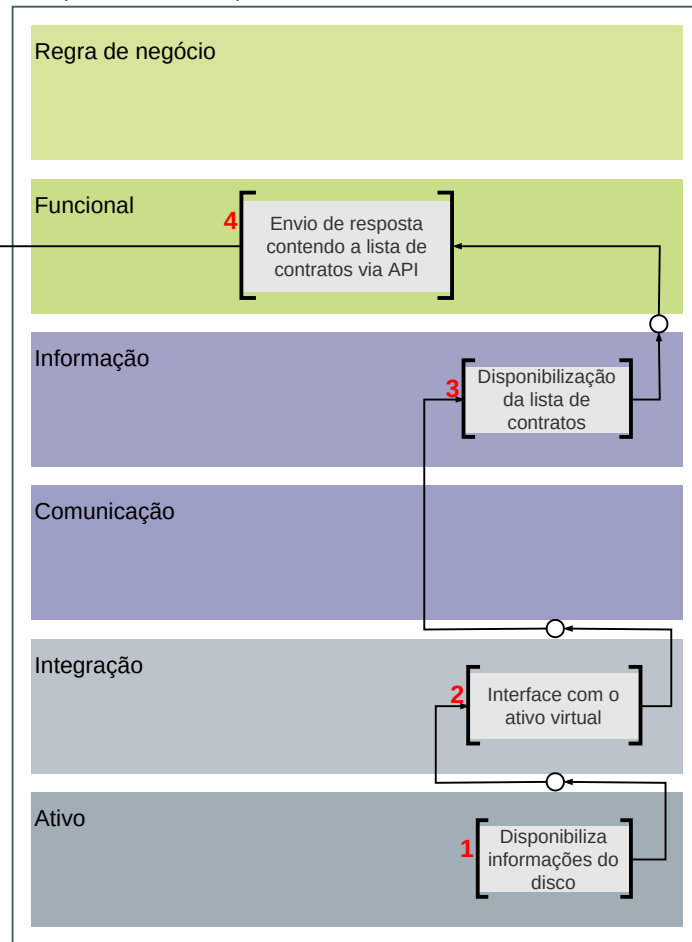 Regra de negócio
Funcional
4
Envio de resposta
contendo a lista de
contratos via API
Informação
3
Disponibilização
da lista de
contratos
Comunicação
Integração
2
Interface com o
ativo virtual
Ativo
1
Disponibiliza
informações do
disco